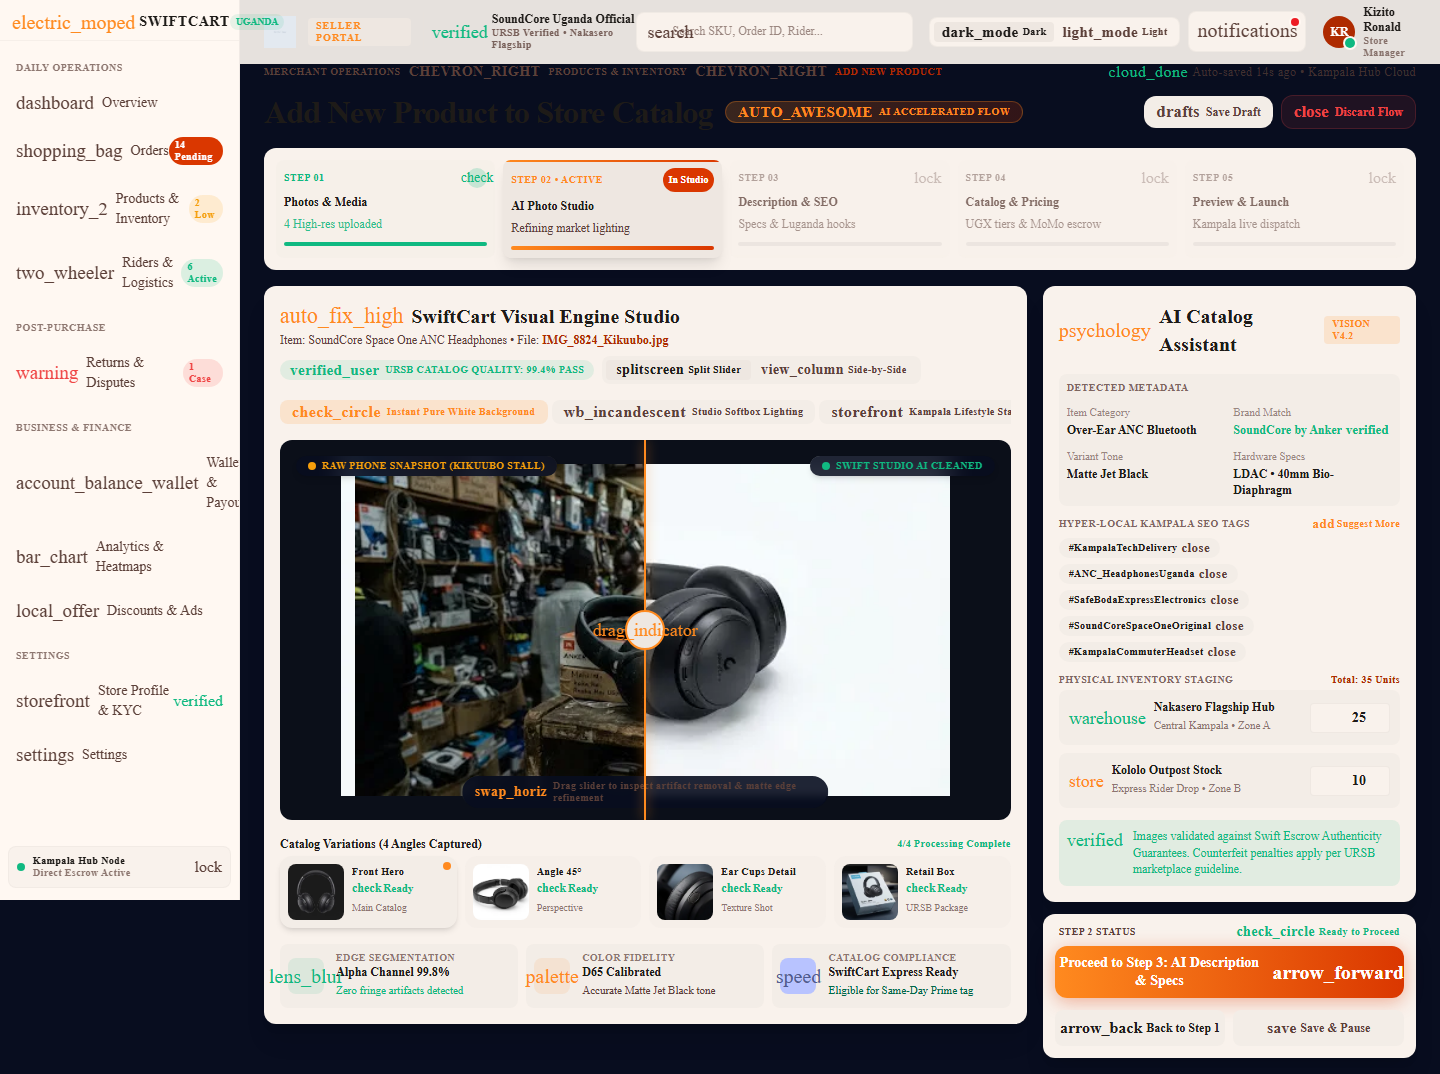 electric_moped SWIFTCART UGANDA
DAILY OPERATIONS
dashboard Overview
shopping_bag Orders 14 Pending
inventory_2 Products & Inventory 2 Low
two_wheeler Riders & Logistics 6 Active
POST-PURCHASE
warning Returns & Disputes 1 Case
BUSINESS & FINANCE
account_balance_wallet & 
bar_chart Analytics & Heatmaps
local_offer Discounts & Ads
SETTINGS
storefront Store Profile & KYC verified
settings Settings
Kampala Hub Node
Direct Escrow Active
lock
SELLER PORTAL
verified SoundCore Uganda Official
URSB Verified • Nakasero Flagship
search Search SKU, Order ID, Rider...
dark_mode Dark light_mode Light
notifications
KR Kizito Ronald
Store Manager
MERCHANT OPERATIONS CHEVRON_RIGHT PRODUCTS & INVENTORY CHEVRON_RIGHT ADD NEW PRODUCT
cloud_done Auto-saved 14s ago • Kampala Hub Cloud
Add New Product to Store Catalog
AUTO_AWESOME AI ACCELERATED FLOW
drafts Save Draft
close Discard Flow
STEP 01 check
Photos & Media
4 High-res uploaded
STEP 02 • ACTIVE In Studio
AI Photo Studio
Refining market lighting
STEP 03 lock
Description & SEO
Specs & Luganda hooks
STEP 04 lock
Catalog & Pricing
UGX tiers & MoMo escrow
STEP 05 lock
Preview & Launch
Kampala live dispatch
auto_fix_high SwiftCart Visual Engine Studio
Item: SoundCore Space One ANC Headphones • File: IMG_8824_Kikuubo.jpg
verified_user URSB CATALOG QUALITY: 99.4% PASS
splitscreen Split Slider view_column Side-by-Side
check_circle Instant Pure White Background
wb_incandescent Studio Softbox Lighting
storefront Kampala Lifestyle
RAW PHONE SNAPSHOT (KIKUUBO STALL)
SWIFT STUDIO AI CLEANED
drag_indicator
swap_horiz Drag slider to inspect artifact removal & matte edge refinement
Catalog Variations (4 Angles Captured)
4/4 Processing Complete
Front Hero
check Ready
Main Catalog
Angle 45°
check Ready
Perspective
Ear Cups Detail
check Ready
Texture Shot
Retail Box
check Ready
URSB Package
lens_blur EDGE SEGMENTATION
Alpha Channel 99.8%
Zero fringe artifacts detected
palette COLOR FIDELITY
D65 Calibrated
Accurate Matte Jet Black tone
speed CATALOG COMPLIANCE
SwiftCart Express Ready
Eligible for Same-Day Prime tag
psychology AI Catalog Assistant
VISION V4.2
DETECTED METADATA
Item Category
Over-Ear ANC Bluetooth
Brand Match
SoundCore by Anker verified
Variant Tone
Matte Jet Black
Hardware Specs
LDAC • 40mm Bio-Diaphragm
HYPER-LOCAL KAMPALA SEO TAGS
add Suggest More
#KampalaTechDelivery close
#ANC_HeadphonesUganda close
#SafeBodaExpressElectronics close
#SoundCoreSpaceOneOriginal close
#KampalaCommuterHeadset close
PHYSICAL INVENTORY STAGING
Total: 35 Units
warehouse Nakasero Flagship Hub
Central Kampala • Zone A
25
store Kololo Outpost Stock
Express Rider Drop • Zone B
10
verified Images validated against Swift Escrow Authenticity
Guarantees. Counterfeit penalties apply per URSB
marketplace guideline.
STEP 2 STATUS
check_circle Ready to Proceed
Proceed to Step 3: AI Description & Specs arrow_forward
arrow_back Back to Step 1
save Save & Pause